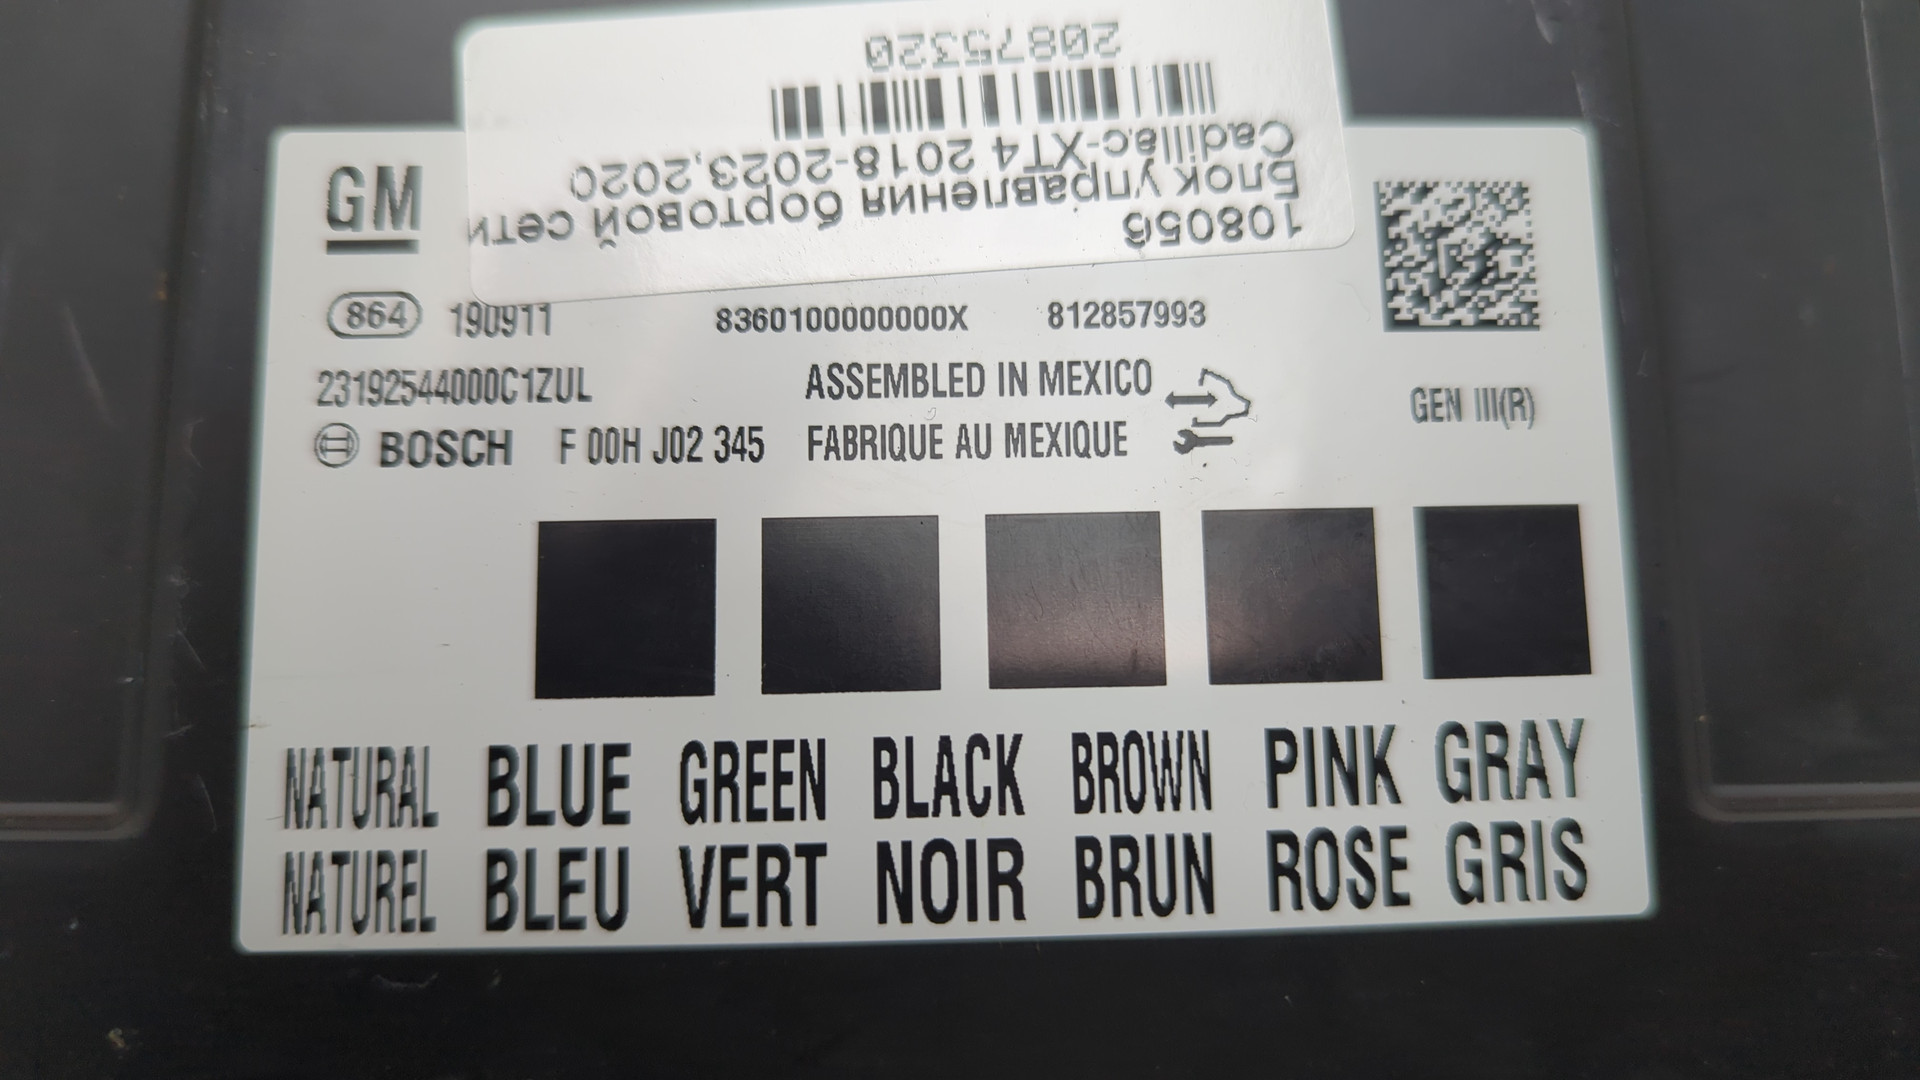 108056
Блок управления бортовой сети
Cadillac-XT4 2018-2023,2020
20875320
GM
864 190911 8360100000000X 812857993
23192544000C1ZUL ASSEMBLED IN MEXICO GEN III(R)
BOSCH F 00H J02 345 FABRIQUE AU MEXIQUE
NATURAL BLUE GREEN BLACK BROWN PINK GRAY
NATUREL BLEU VERT NOIR BRUN ROSE GRIS